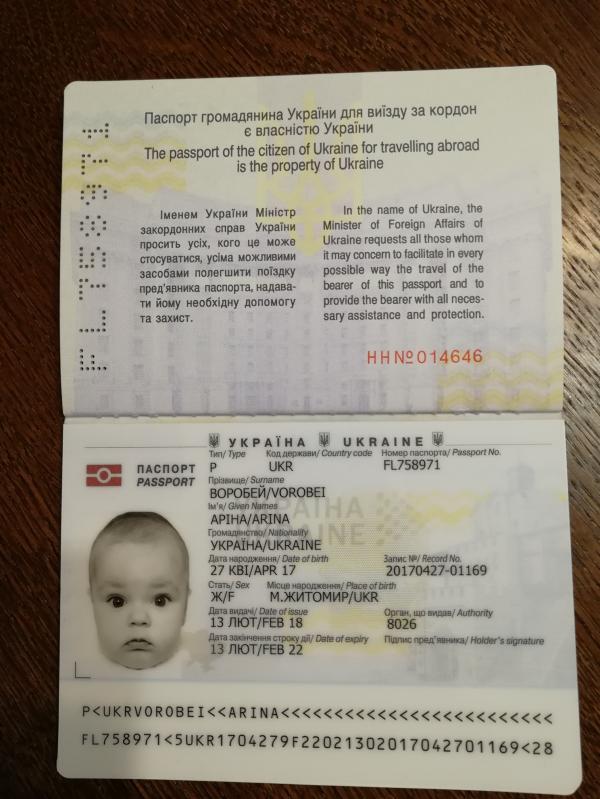 Паспорт громадянина України для виїзду за кордон
є власністю України
The passport of the citizen of Ukraine for travelling abroad
is the property of Ukraine
Іменем України Міністр
закордонних справ України
просить усіх, кого це може
стосуватися, усіма можливими
засобами полегшити поїздку
пред'явника паспорта, надава-
ти йому необхідну допомогу
та захист.
In the name of Ukraine, the
Minister of Foreign Affairs of
Ukraine requests all those whom
it may concern to facilitate in every
possible way the travel of the
bearer of this passport and to
provide the bearer with all neces-
sary assistance and protection.
FL758971
HH№014646
УКРАЇНА UKRAINE
ПАСПОРТ
PASSPORT
Тип/ Type Код держави/ Country code Номер паспорта/ Passport No.
P UKR FL758971
Прізвище/ Surname
ВОРОБЕЙ/VOROBEI
Ім'я/ Given Names
АРІНА/ARINA
Громадянство/ Nationality
УКРАЇНА/UKRAINE
Дата народження/ Date of birth Запис №/ Record No.
27 КВІ/APR 17 20170427-01169
Стать/ Sex Місце народження/ Place of birth
Ж/F М.ЖИТОМИР/UKR
Дата видачі/ Date of issue Орган, що видав/ Authority
13 ЛЮТ/FEB 18 8026
Дата закінчення строку дії/ Date of expiry Підпис пред'явника/ Holder's signature
13 ЛЮТ/FEB 22
P<UKRVOROBEI<<ARINA<<<<<<<<<<<<<<<<<<<<<<<<<
FL758971<5UKR1704279F22021302017042701169<28